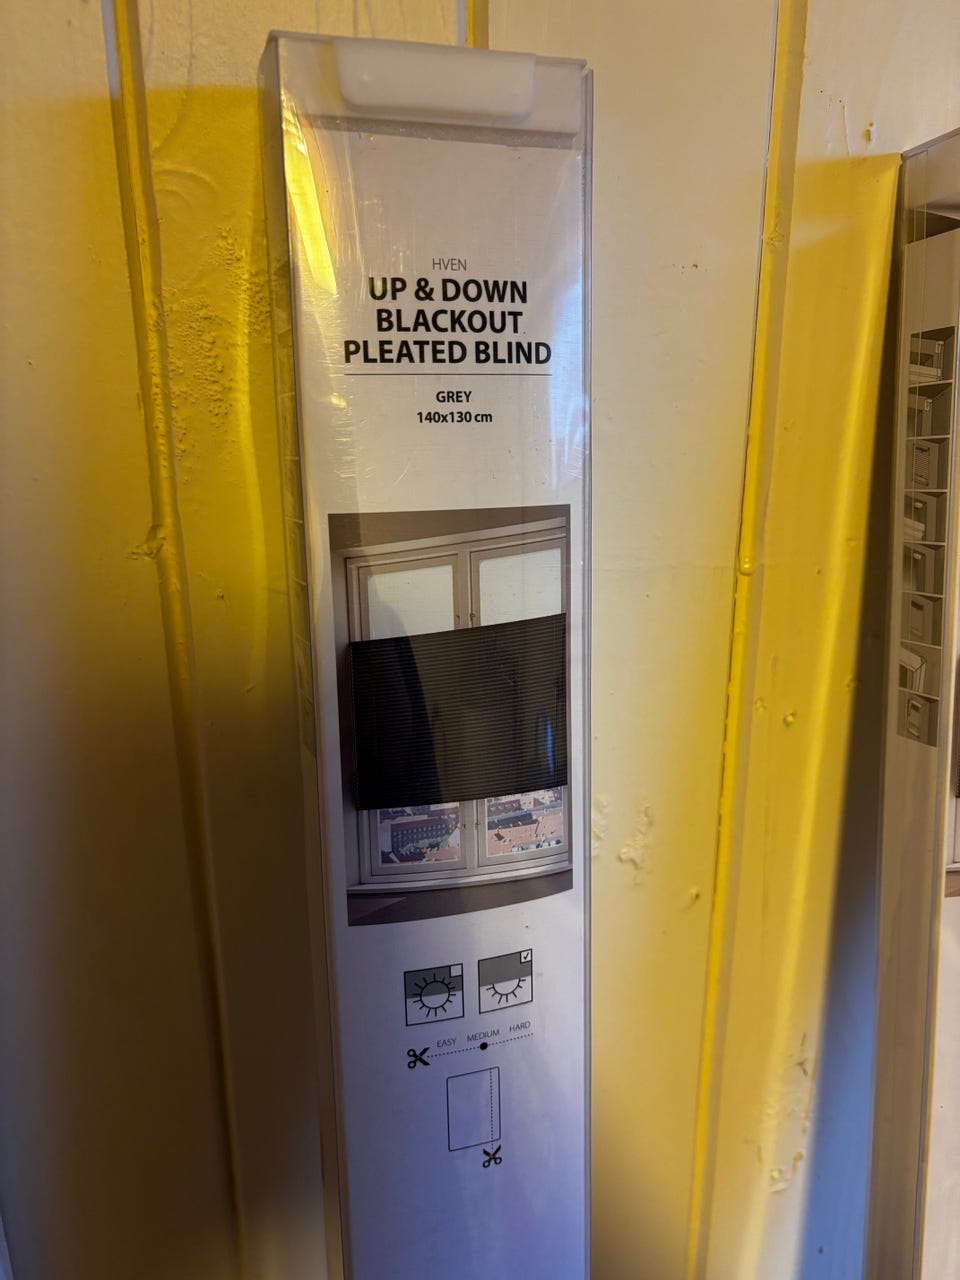 HVEN
UP & DOWN
BLACKOUT
PLEATED BLIND
GREY
140x130 cm
EASY MEDIUM HARD